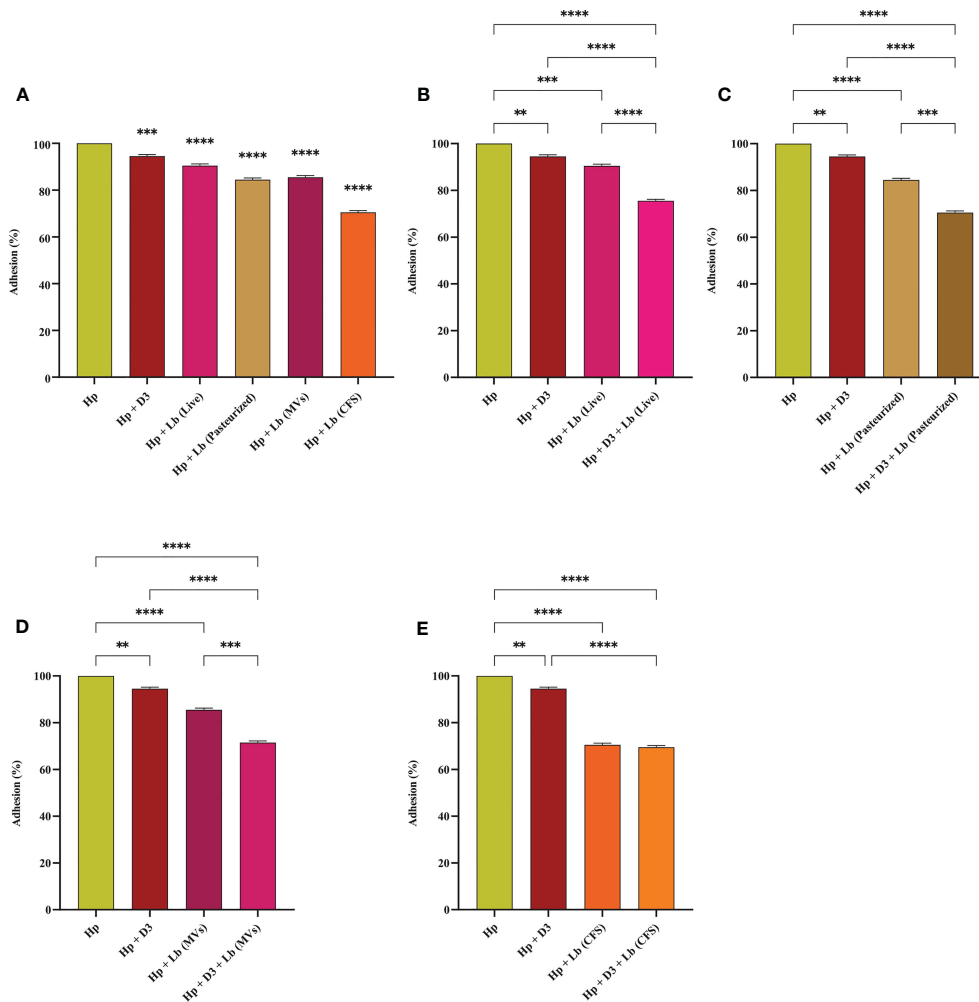 A
***
****
****
****
****
Adhesion (%)
100
80
60
40
20
0
Hp
Hp + D3
Hp + Lb (Live)
Hp + Lb (Pasteurized)
Hp + Lb (MVs)
Hp + Lb (CFS)
B
****
****
***
**
****
Adhesion (%)
100
80
60
40
20
0
Hp
Hp + D3
Hp + Lb (Live)
Hp + D3 + Lb (Live)
C
****
****
****
**
***
Adhesion (%)
100
80
60
40
20
0
Hp
Hp + D3
Hp + Lb (Pasteurized)
Hp + D3 + Lb (Pasteurized)
D
****
****
****
**
***
Adhesion (%)
100
80
60
40
20
0
Hp
Hp + D3
Hp + Lb (MVs)
Hp + D3 + Lb (MVs)
E
****
****
**
****
Adhesion (%)
100
80
60
40
20
0
Hp
Hp + D3
Hp + Lb (CFS)
Hp + D3 + Lb (CFS)